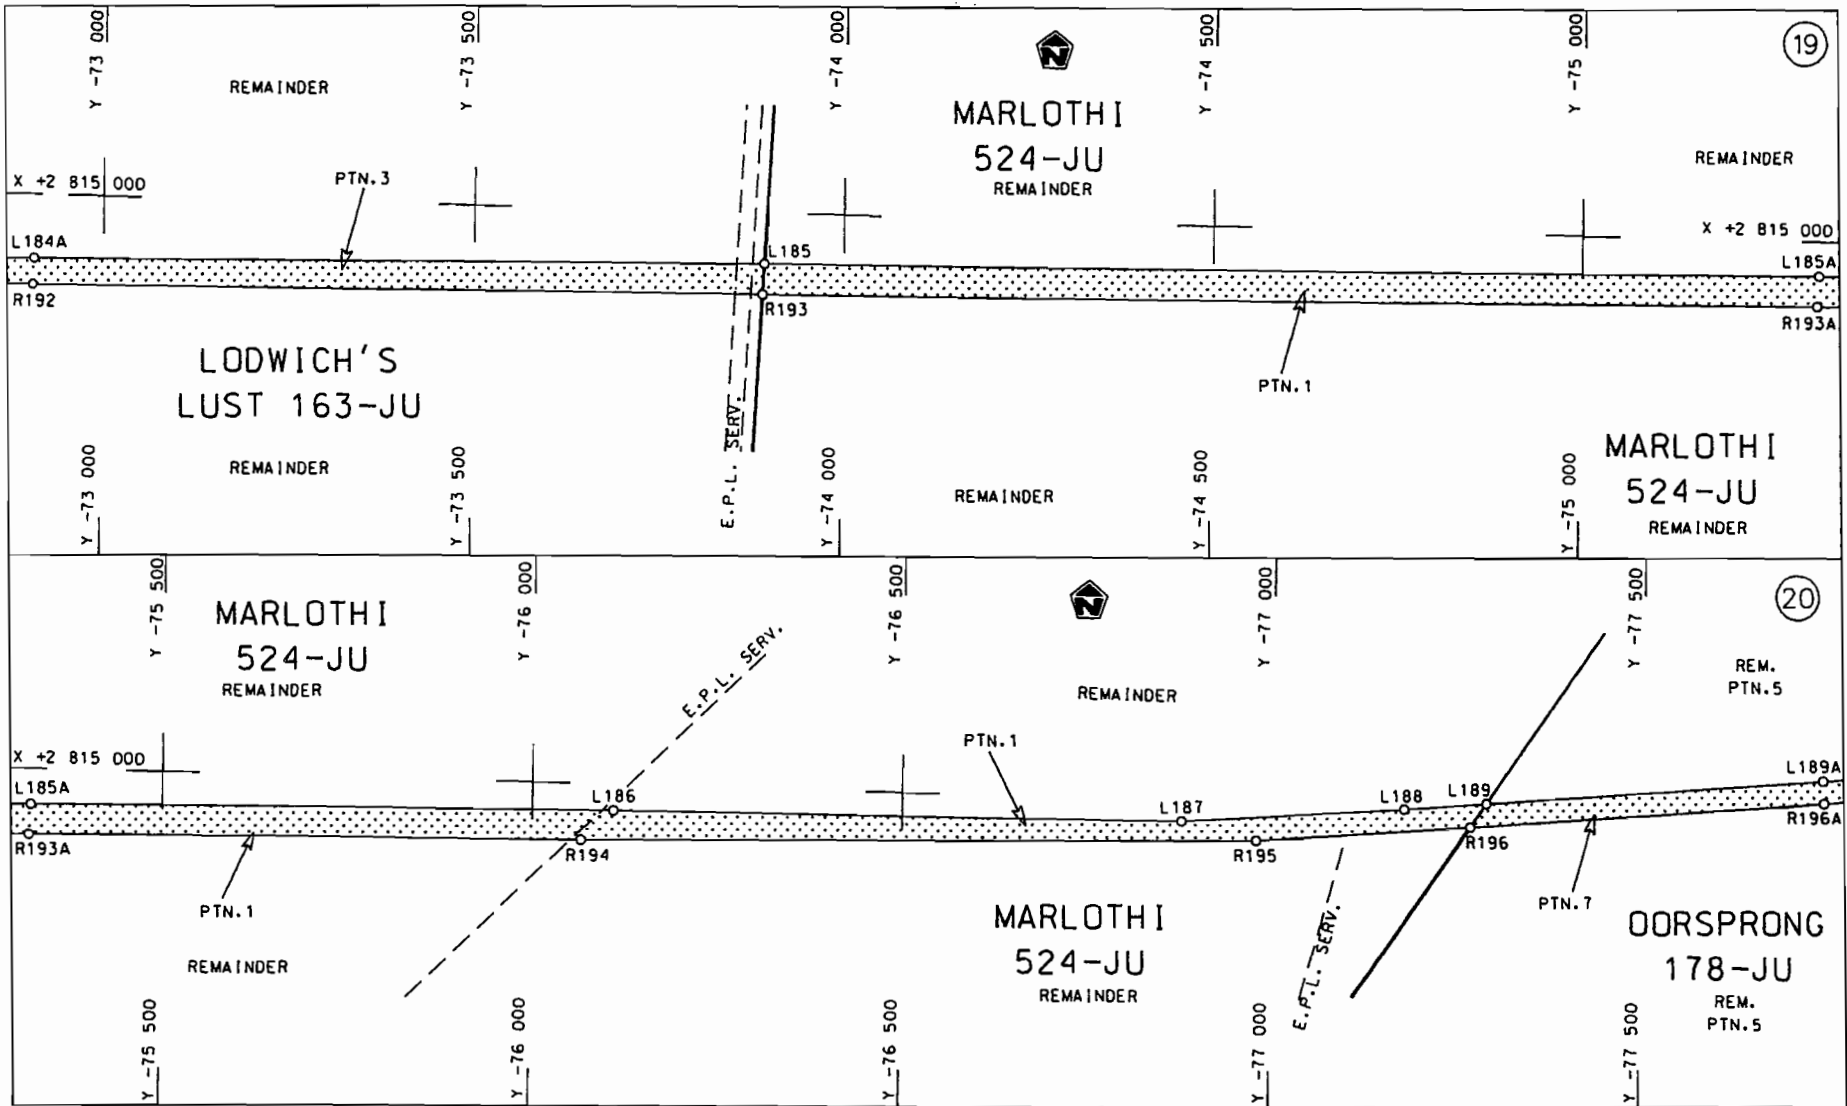 Y -73 000
Y -73 500
Y -74 000
Y -74 500
Y -75 000
19
N
REMAINDER
MARLOTHI
524-JU
REMAINDER
REMAINDER
X +2 815 000
PTN.3
X +2 815 000
L184A
L185
L185A
R192
R193
R193A
LODWICH'S
LUST 163-JU
REMAINDER
E.P.L. SERV.
PTN.1
REMAINDER
MARLOTHI
524-JU
REMAINDER
Y -73 000
Y -73 500
Y -74 000
Y -74 500
Y -75 000
Y -75 500
Y -76 000
Y -76 500
Y -77 000
Y -77 500
20
N
MARLOTHI
524-JU
REMAINDER
E.P.L. SERV.
REMAINDER
REM.
PTN.5
X +2 815 000
PTN.1
L185A
L186
L187
L188
L189
L189A
R193A
R194
R195
R196
R196A
PTN.1
REMAINDER
MARLOTHI
524-JU
REMAINDER
E.P.L. SERV.
PTN.7
OORSPRONG
178-JU
REM.
PTN.5
Y -75 500
Y -76 000
Y -76 500
Y -77 000
Y -77 500